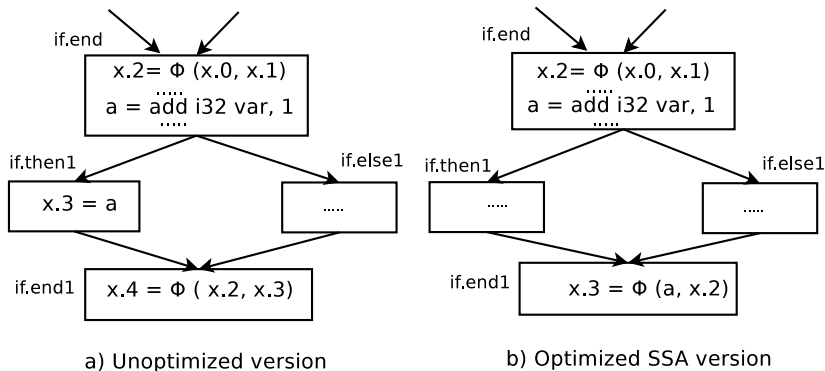 if.end
x.2= Φ (x.0, x.1)
.....
a = add i32 var, 1
.....
if.then1
if.else1
x.3 = a
.....
if.end1
x.4 = Φ ( x.2, x.3)
a) Unoptimized version
if.end
x.2= Φ (x.0, x.1)
.....
a = add i32 var, 1
.....
if.then1
if.else1
.....
.....
if.end1
x.3 = Φ (a, x.2)
b) Optimized SSA version